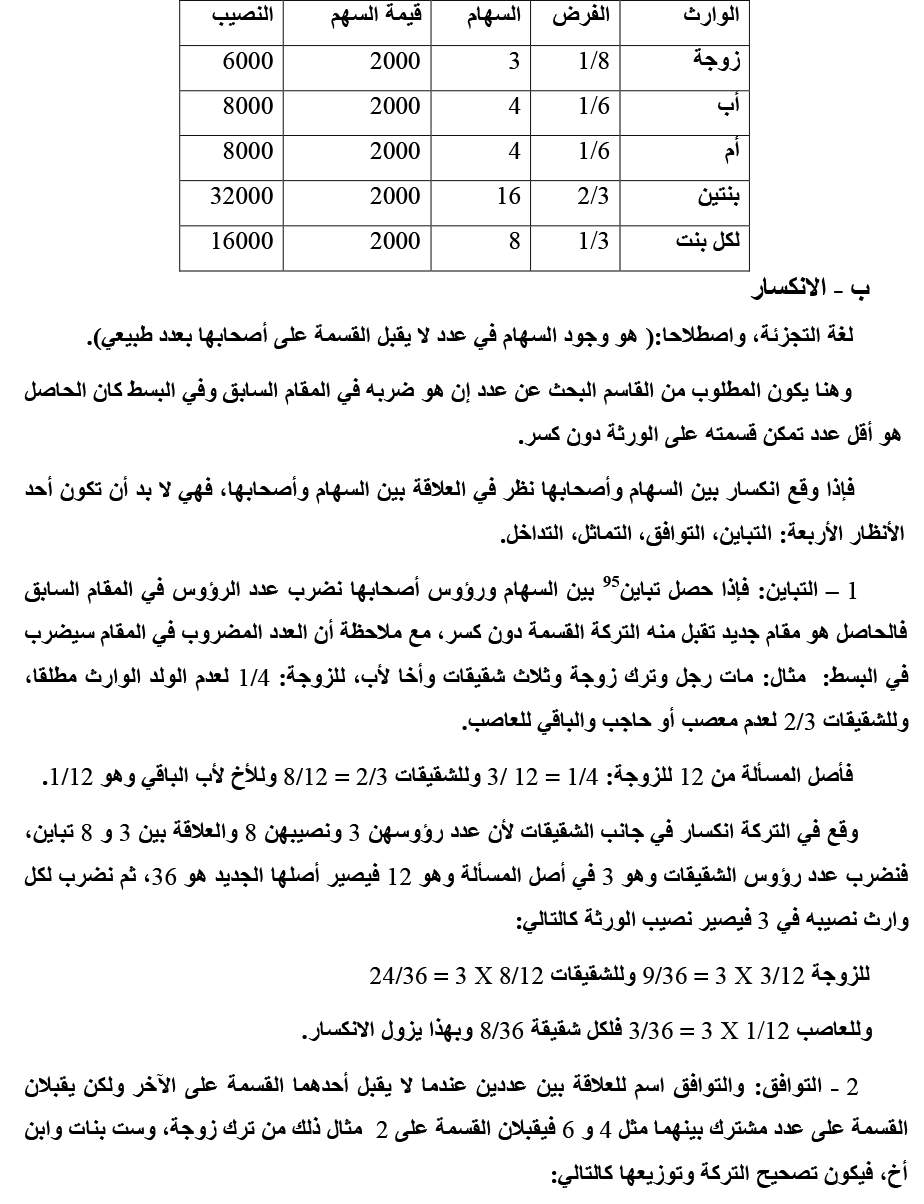 الوارث الفرض السهام قيمة السهم النصيب
زوجة 1/8 3 2000 6000
أب 1/6 4 2000 8000
أم 1/6 4 2000 8000
بنتين 2/3 16 2000 32000
لكل بنت 1/3 8 2000 16000
ب - الانكسار
لغة التجزئة، واصطلاحا:( هو وجود السهام في عدد لا يقبل القسمة على أصحابها بعدد طبيعي).
وهنا يكون المطلوب من القاسم البحث عن عدد إن هو ضربه في المقام السابق وفي البسط كان الحاصل
هو أقل عدد تمكن قسمته على الورثة دون كسر.
فإذا وقع انكسار بين السهام وأصحابها نظر في العلاقة بين السهام وأصحابها، فهي لا بد أن تكون أحد
الأنظار الأربعة: التباين، التوافق، التماثل، التداخل.
1 – التباين: فإذا حصل تباين95 بين السهام ورؤوس أصحابها نضرب عدد الرؤوس في المقام السابق
فالحاصل هو مقام جديد تقبل منه التركة القسمة دون كسر، مع ملاحظة أن العدد المضروب في المقام سيضرب
في البسط: مثال: مات رجل وترك زوجة وثلاث شقيقات وأخا لأب، للزوجة: 1/4 لعدم الولد الوارث مطلقا،
وللشقيقات 2/3 لعدم معصب أو حاجب والباقي للعاصب.
فأصل المسألة من 12 للزوجة: 1/4 = 12 /3 وللشقيقات 2/3 = 8/12 وللأخ لأب الباقي وهو 1/12.
وقع في التركة انكسار في جانب الشقيقات لأن عدد رؤوسهن 3 ونصيبهن 8 والعلاقة بين 3 و 8 تباين،
فنضرب عدد رؤوس الشقيقات وهو 3 في أصل المسألة وهو 12 فيصير أصلها الجديد هو 36، ثم نضرب لكل
وارث نصيبه في 3 فيصير نصيب الورثة كالتالي:
للزوجة 3/12 X 3 = 9/36 وللشقيقات 8/12 X 3 = 24/36
وللعاصب 1/12 X 3 = 3/36 فلكل شقيقة 8/36 وبهذا يزول الانكسار.
2 - التوافق: والتوافق اسم للعلاقة بين عددين عندما لا يقبل أحدهما القسمة على الآخر ولكن يقبلان
القسمة على عدد مشترك بينهما مثل 4 و 6 فيقبلان القسمة على 2 مثال ذلك من ترك زوجة، وست بنات وابن
أخ، فيكون تصحيح التركة وتوزيعها كالتالي: